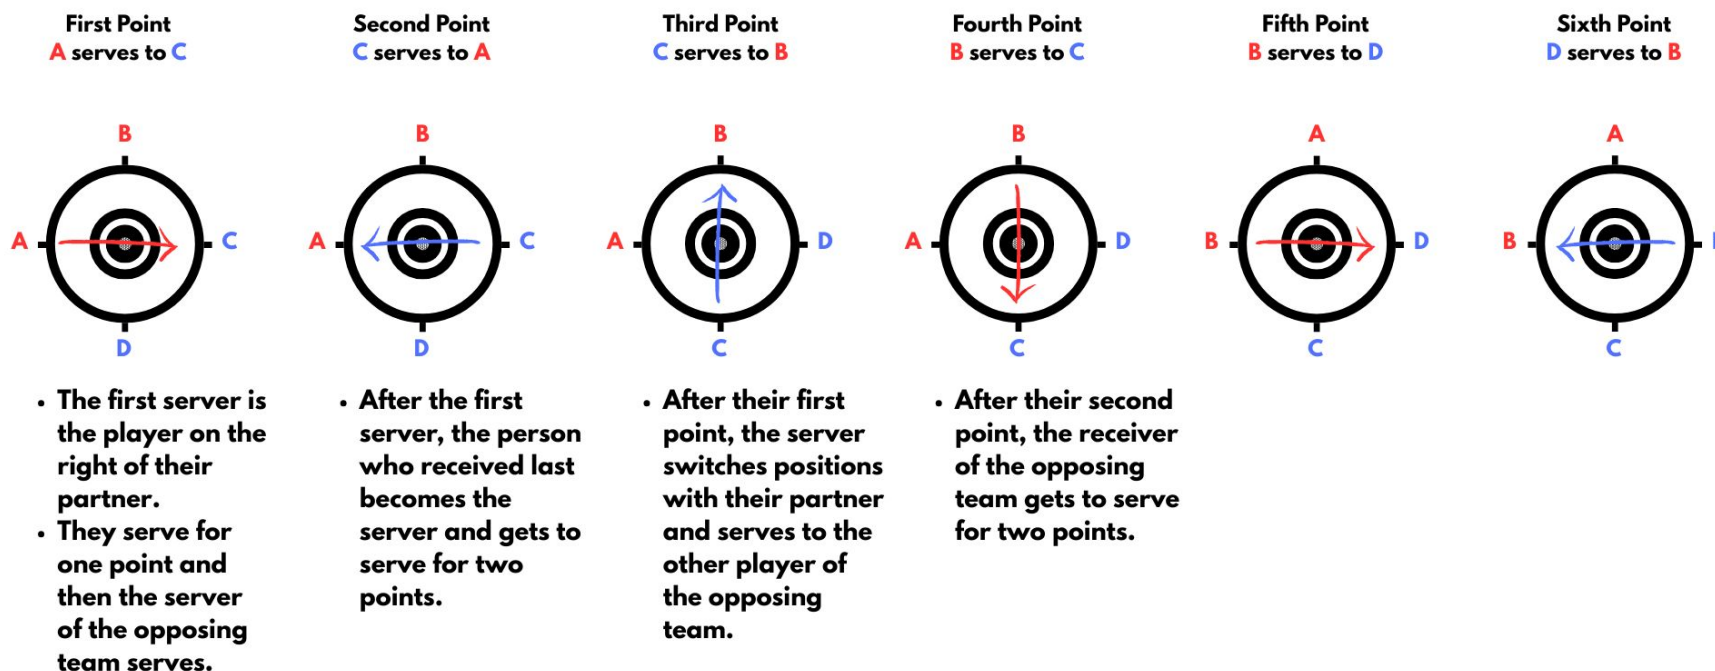 First Point
A serves to C
Second Point
C serves to A
Third Point
C serves to B
Fourth Point
B serves to C
Fifth Point
B serves to D
Sixth Point
D serves to B
B
A
C
D
B
A
C
D
B
A
D
C
B
A
D
C
A
B
D
C
A
B
C
• The first server is
the player on the
right of their
partner.
• They serve for
one point and
then the server
of the opposing
team serves.
• After the first
server, the person
who received last
becomes the
server and gets to
serve for two
points.
• After their first
point, the server
switches positions
with their partner
and serves to the
other player of
the opposing
team.
• After their second
point, the receiver
of the opposing
team gets to serve
for two points.